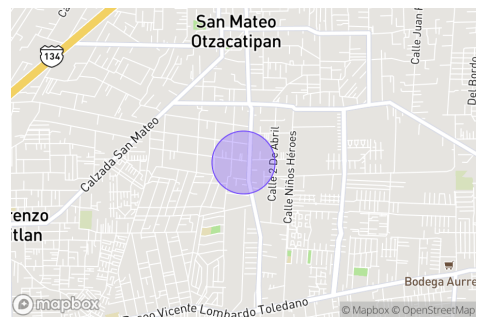 San Mateo
Otzacatipan
134
Calle Juan
Del Bordo
Calzada San Mateo
Calle 2 De Abril
Calle Niños Héroes
renzo
itlan
Bodega Aurre
Vicente Lombardo Toledano
mapbox
© Mapbox © OpenStreetMap